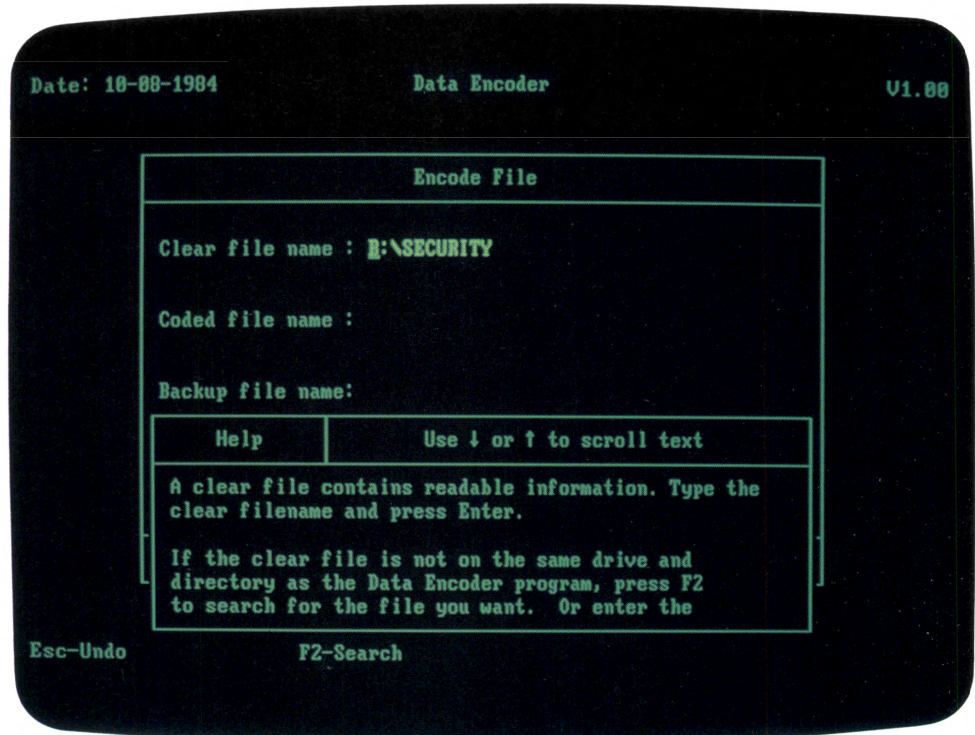 Date: 10-08-1984 Data Encoder V1.00
Encode File
Clear file name : B:\SECURITY
Coded file name :
Backup file name:
Help Use ↓ or ↑ to scroll text
A clear file contains readable information. Type the
clear filename and press Enter.
If the clear file is not on the same drive and
directory as the Data Encoder program, press F2
to search for the file you want. Or enter the
Esc-Undo F2-Search